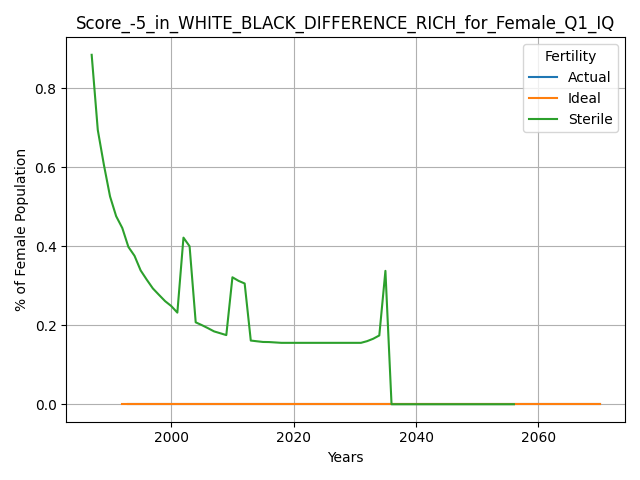 Score_-5_in_WHITE_BLACK_DIFFERENCE_RICH_for_Female_Q1_IQ
% of Female Population
0.8
0.6
0.4
0.2
0.0
Fertility
Actual
Ideal
Sterile
2000 2020 2040 2060
Years